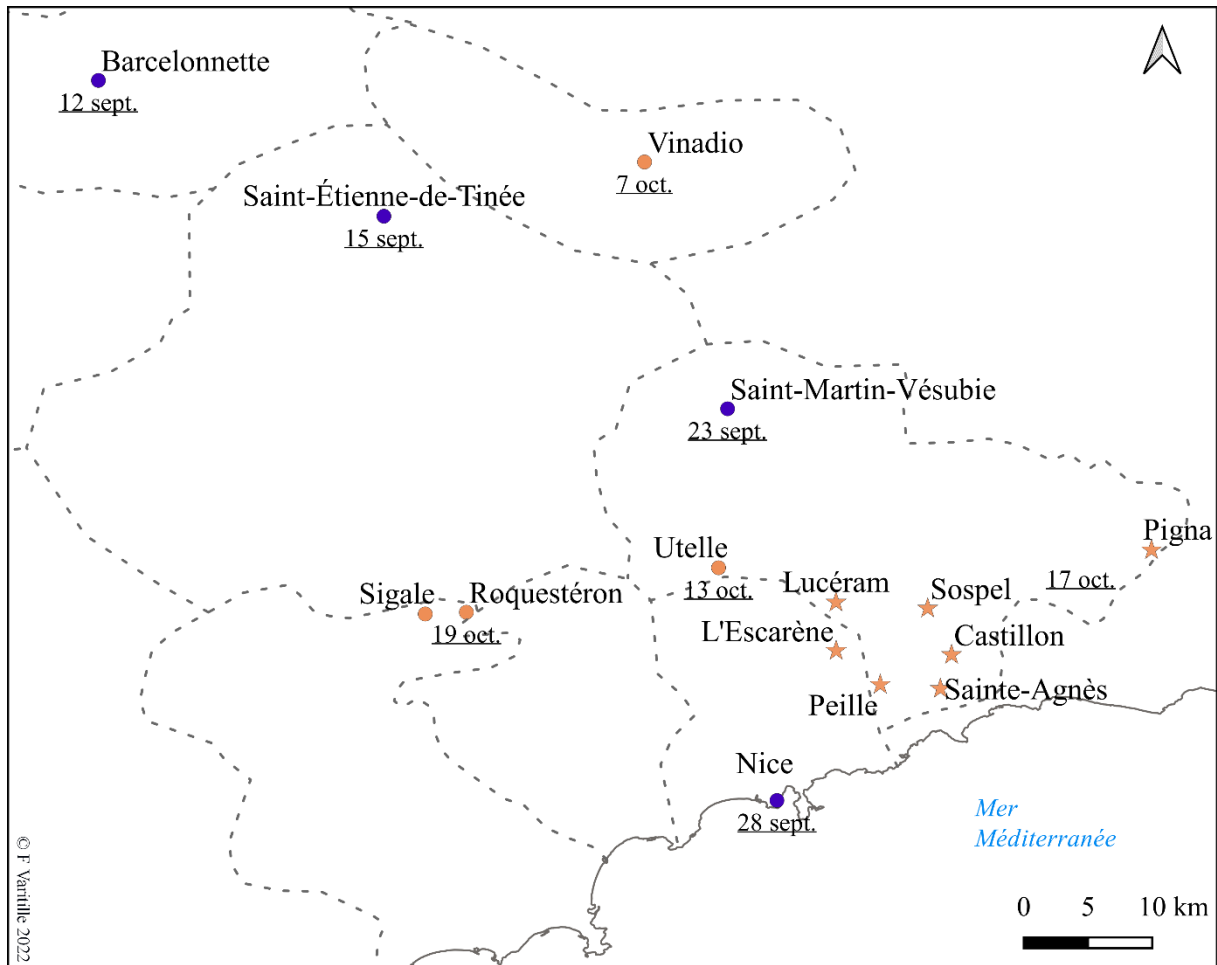 Barcelonnette
12 sept.
Vinadio
7 oct.
Saint-Étienne-de-Tinée
15 sept.
Saint-Martin-Vésubie
23 sept.
Pigna
17 oct.
Utelle
13 oct.
Lucéram
Sospel
Sigale
Roquestéron
19 oct.
L'Escarène
Castillon
Peille
Sainte-Agnès
Nice
28 sept.
Mer
Méditerranée
0 5 10 km
© F Varitille 2022